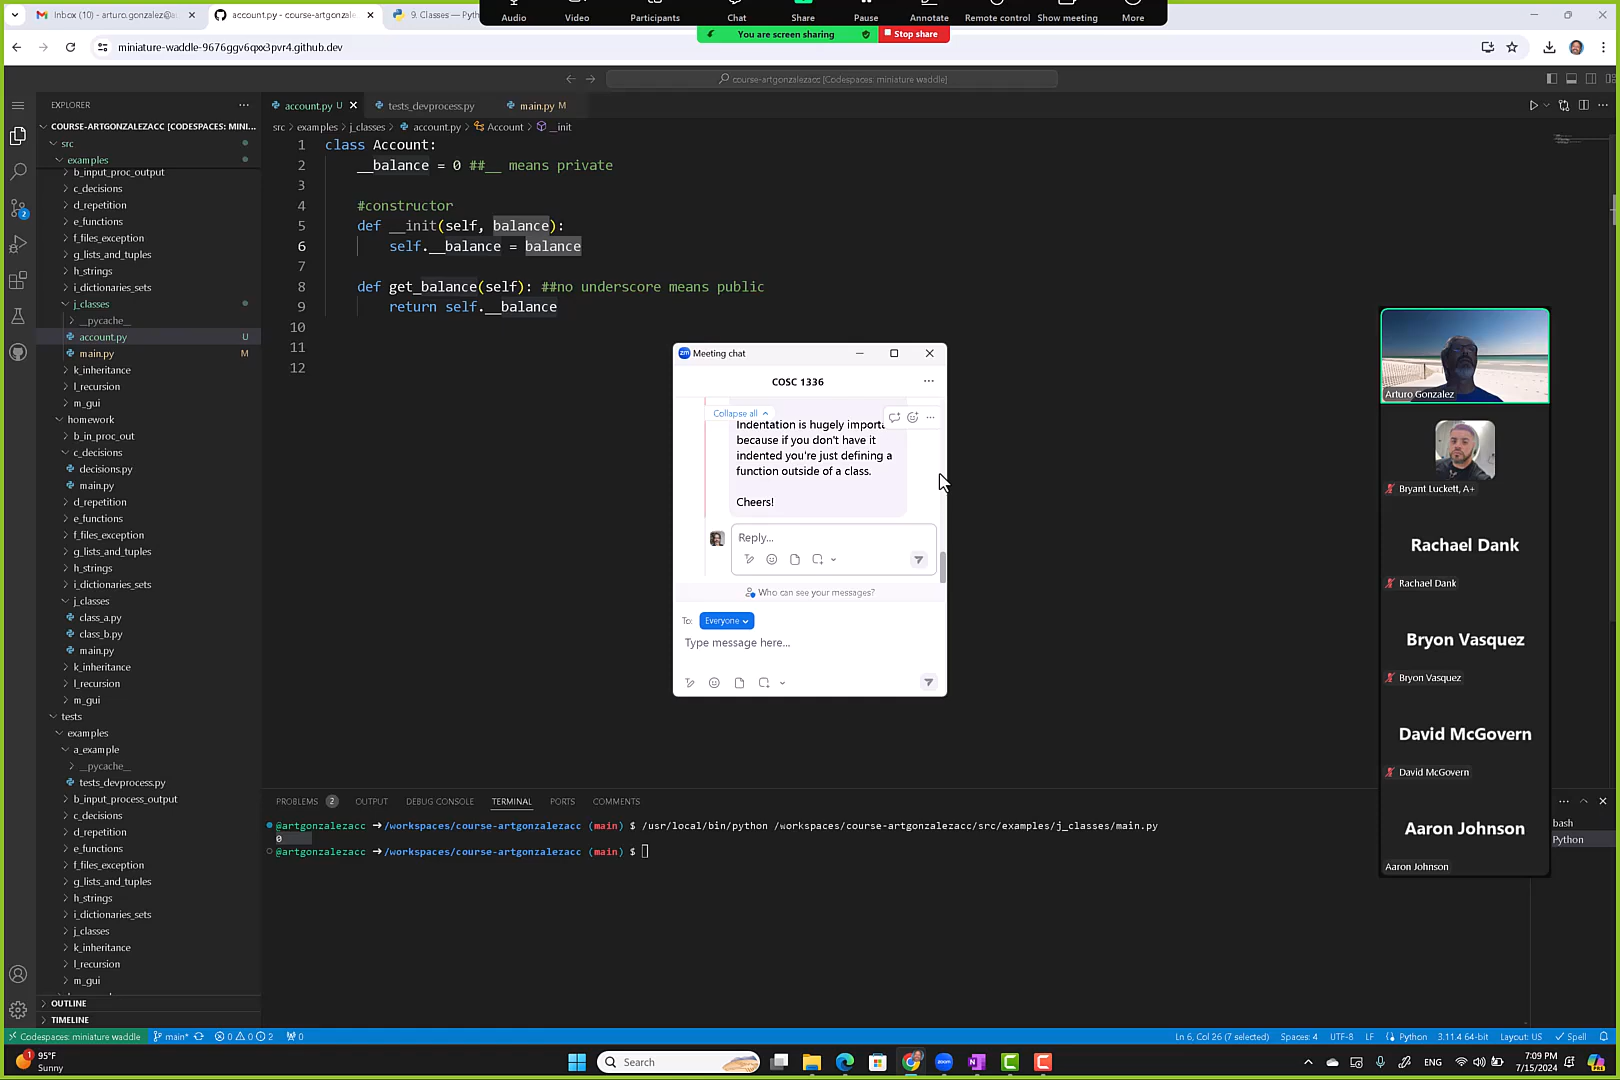 Inbox (10) - arturo.gonzalez@a
account.py - course-artgonzale
9. Classes — Pyth
Audio
Video
Participants
Chat
Share
Pause
Annotate
Remote control
Show meeting
More
You are screen sharing
Stop share
miniature-waddle-9676ggv6qxx3pvr4.github.dev
course-artgonzalezacc [Codespaces: miniature waddle]
EXPLORER
COURSE-ARTGONZALEZACC [CODESPACES: MINI...
src
examples
b_input_proc_output
c_decisions
d_repetition
e_functions
f_files_exception
g_lists_and_tuples
h_strings
i_dictionaries_sets
j_classes
__pycache__
account.py U
main.py M
k_inheritance
l_recursion
m_gui
homework
b_in_proc_out
c_decisions
decisions.py
main.py
d_repetition
e_functions
f_files_exception
g_lists_and_tuples
h_strings
i_dictionaries_sets
j_classes
class_a.py
class_b.py
main.py
k_inheritance
l_recursion
m_gui
tests
examples
a_example
__pycache__
tests_devprocess.py
b_input_process_output
c_decisions
d_repetition
e_functions
f_files_exception
g_lists_and_tuples
h_strings
i_dictionaries_sets
j_classes
k_inheritance
l_recursion
m_gui
OUTLINE
TIMELINE
account.py U
tests_devprocess.py
main.py M
src > examples > j_classes > account.py > Account > __init
1 class Account:
2 __balance = 0 ##__ means private
3
4 #constructor
5 def __init(self, balance):
6 self.__balance = balance
7
8 def get_balance(self): ##no underscore means public
9 return self.__balance
10
11
12
Meeting chat
COSC 1336
Collapse all
Indentation is hugely importa
because if you don't have it
indented you're just defining a
function outside of a class.
Cheers!
Reply...
Who can see your messages?
To: Everyone
Type message here...
Arturo Gonzalez
Bryant Luckett, A+
Rachael Dank
Rachael Dank
Bryon Vasquez
Bryon Vasquez
David McGovern
David McGovern
Aaron Johnson
Aaron Johnson
PROBLEMS 2
OUTPUT
DEBUG CONSOLE
TERMINAL
PORTS
COMMENTS
@artgonzalezacc ➜ /workspaces/course-artgonzalezacc (main) $ /usr/local/bin/python /workspaces/course-artgonzalezacc/src/examples/j_classes/main.py
0
@artgonzalezacc ➜ /workspaces/course-artgonzalezacc (main) $
bash
Python
Codespaces: miniature waddle
main*
0 0 2
0
Ln 6, Col 26 (7 selected)
Spaces: 4
UTF-8
LF
Python
3.11.4 64-bit
Layout: US
Spell
95°F
Sunny
Search
ENG
7:09 PM
7/15/2024